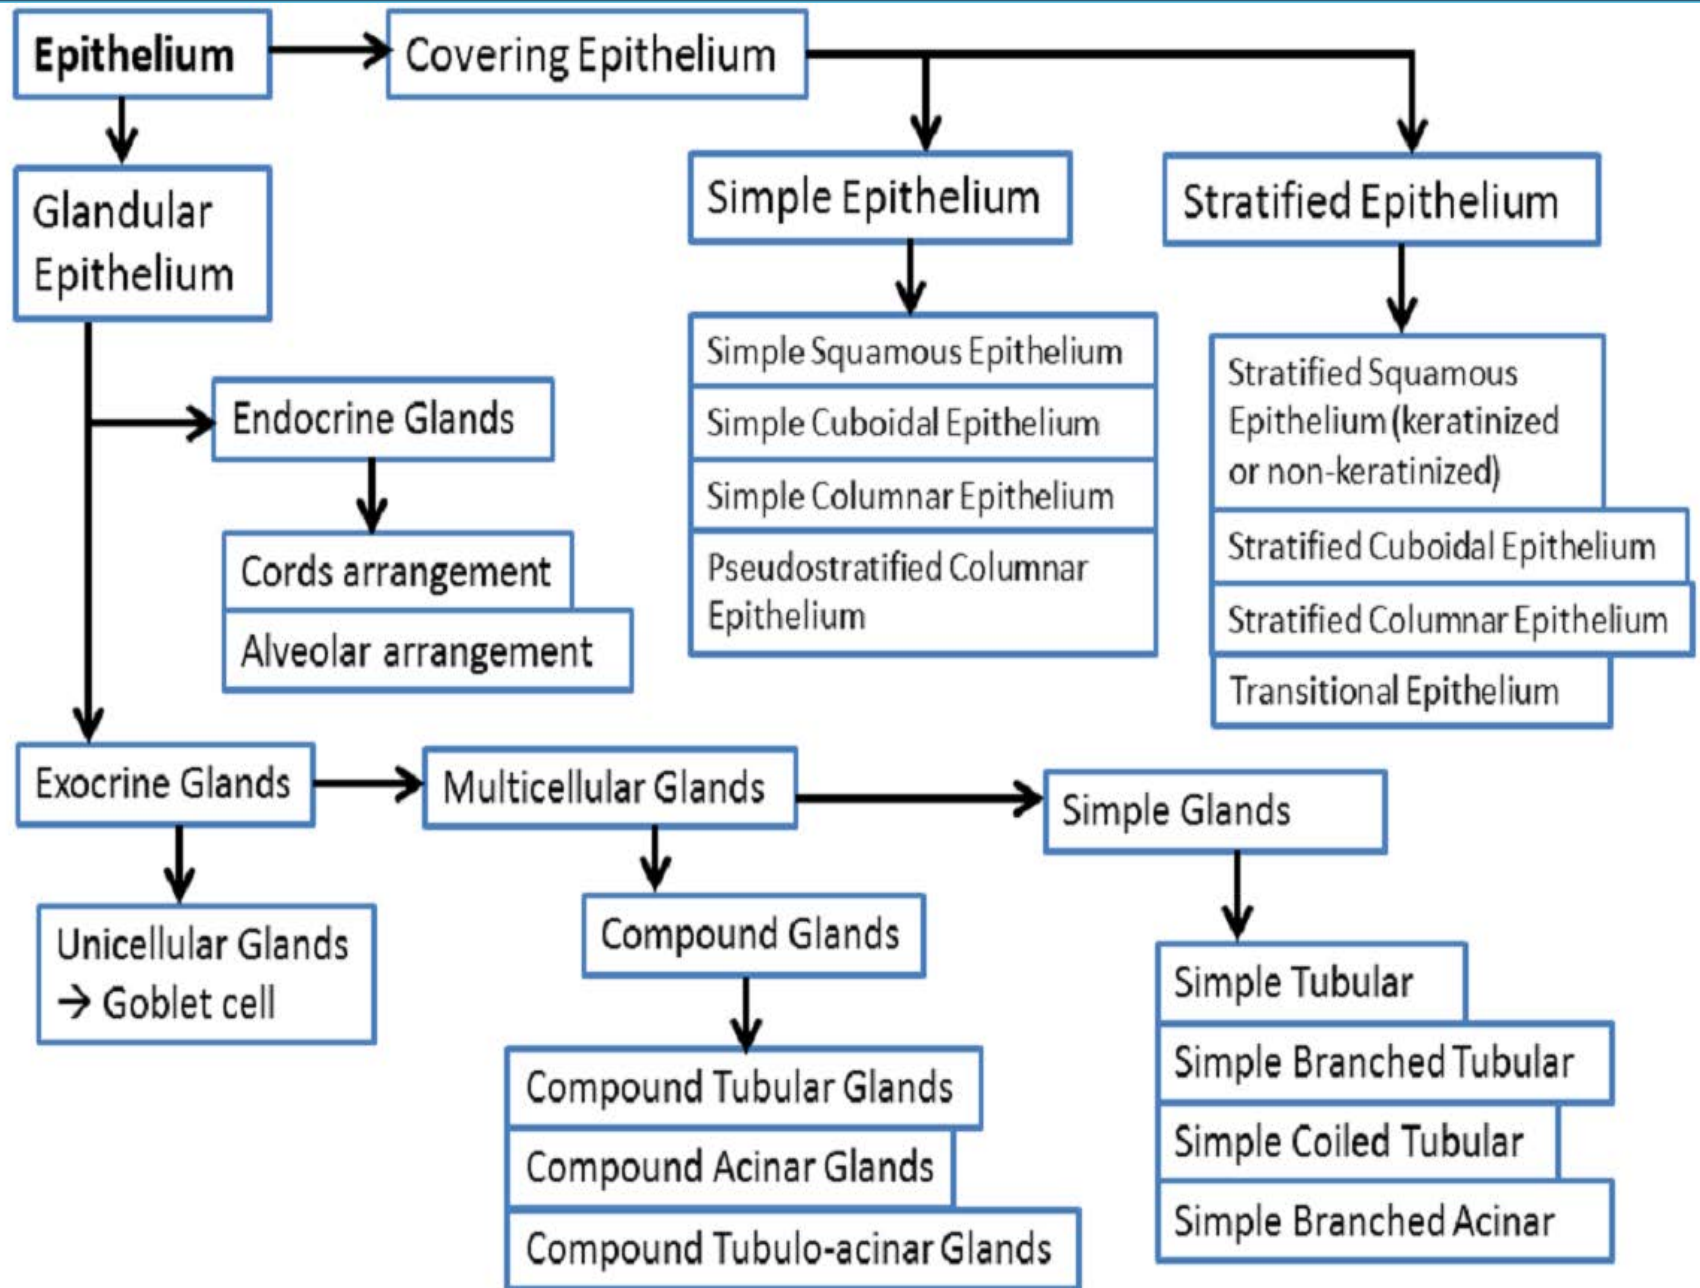 Epithelium
Covering Epithelium
Glandular
Epithelium
Simple Epithelium
Stratified Epithelium
Simple Squamous Epithelium
Simple Cuboidal Epithelium
Simple Columnar Epithelium
Pseudostratified Columnar
Epithelium
Stratified Squamous
Epithelium (keratinized
or non-keratinized)
Stratified Cuboidal Epithelium
Stratified Columnar Epithelium
Transitional Epithelium
Endocrine Glands
Cords arrangement
Alveolar arrangement
Exocrine Glands
Multicellular Glands
Simple Glands
Unicellular Glands
→ Goblet cell
Compound Glands
Compound Tubular Glands
Compound Acinar Glands
Compound Tubulo-acinar Glands
Simple Tubular
Simple Branched Tubular
Simple Coiled Tubular
Simple Branched Acinar